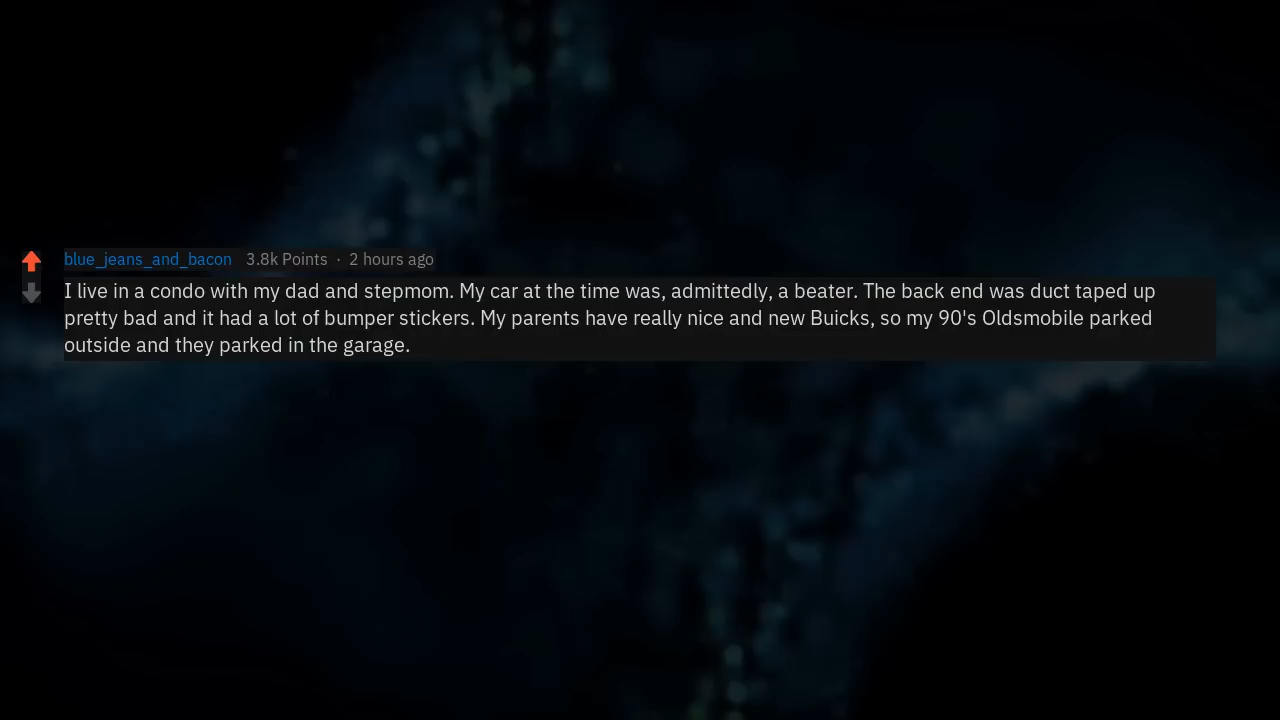 blue_jeans_and_bacon 3.8k Points · 2 hours ago
I live in a condo with my dad and stepmom. My car at the time was, admittedly, a beater. The back end was duct taped up
pretty bad and it had a lot of bumper stickers. My parents have really nice and new Buicks, so my 90's Oldsmobile parked
outside and they parked in the garage.